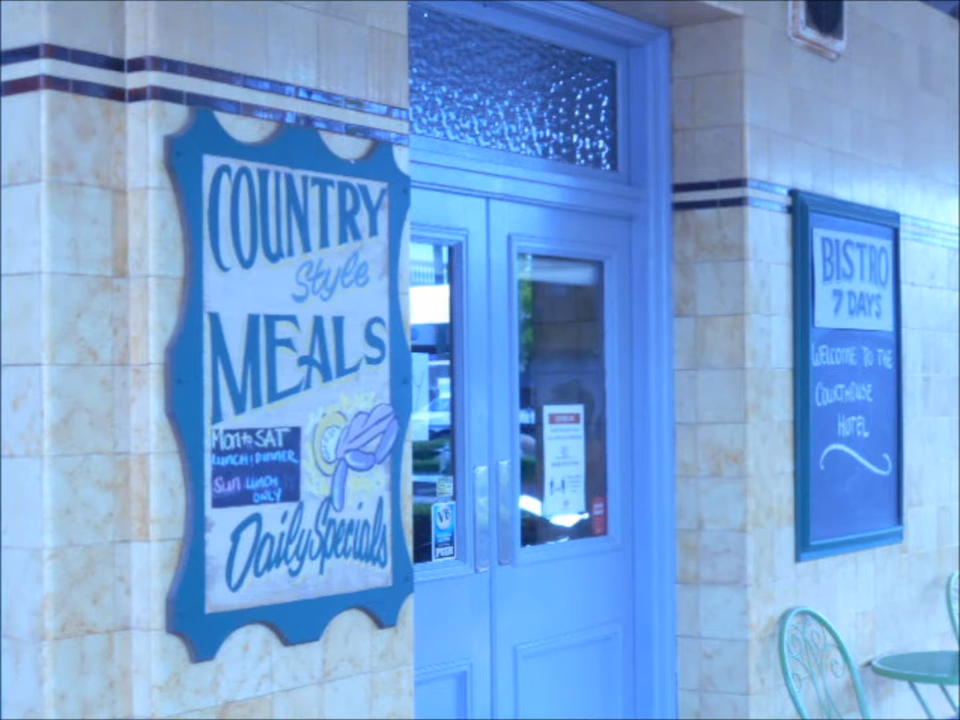 COUNTRY
Style
MEALS
Mon to SAT
LUNCH & DINNER
Sun LUNCH
ONLY
Daily Specials
BISTRO
7 DAYS
WELCOME TO THE
COURTHOUSE
HOTEL